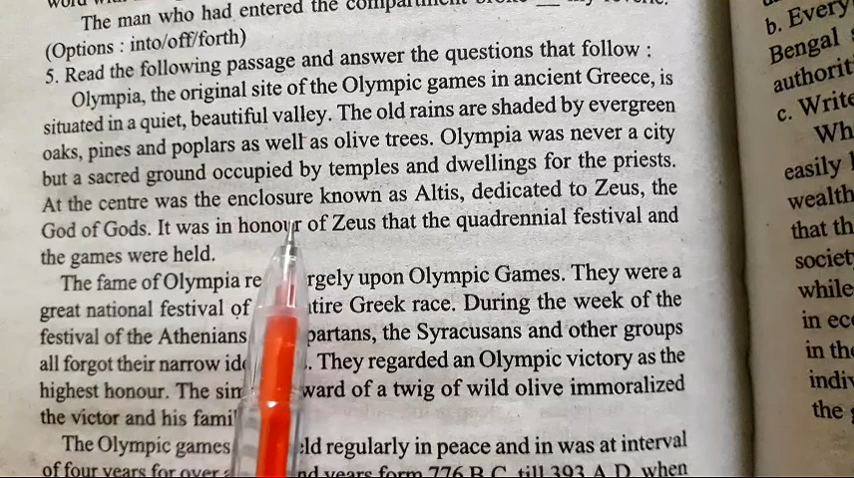 The man who had entered the
(Options : into/off/forth)
5. Read the following passage and answer the questions that follow :
Olympia, the original site of the Olympic games in ancient Greece, is
situated in a quiet, beautiful valley. The old rains are shaded by evergreen
oaks, pines and poplars as well as olive trees. Olympia was never a city
but a sacred ground occupied by temples and dwellings for the priests.
At the centre was the enclosure known as Altis, dedicated to Zeus, the
God of Gods. It was in honour of Zeus that the quadrennial festival and
the games were held.
The fame of Olympia re rgely upon Olympic Games. They were a
great national festival of tire Greek race. During the week of the
festival of the Athenians partans, the Syracusans and other groups
all forgot their narrow . They regarded an Olympic victory as the
highest honour. The ward of a twig of wild olive immoralized
the victor and his
The Olympic games eld regularly in peace and in was at interval
of four years for over nd years form 776 B.C. till 393 A.D. when
b. Every
Bengal
authorit
c. Write
Wh
easily
wealth
that th
societ
while
in ec
in th
indiv
the